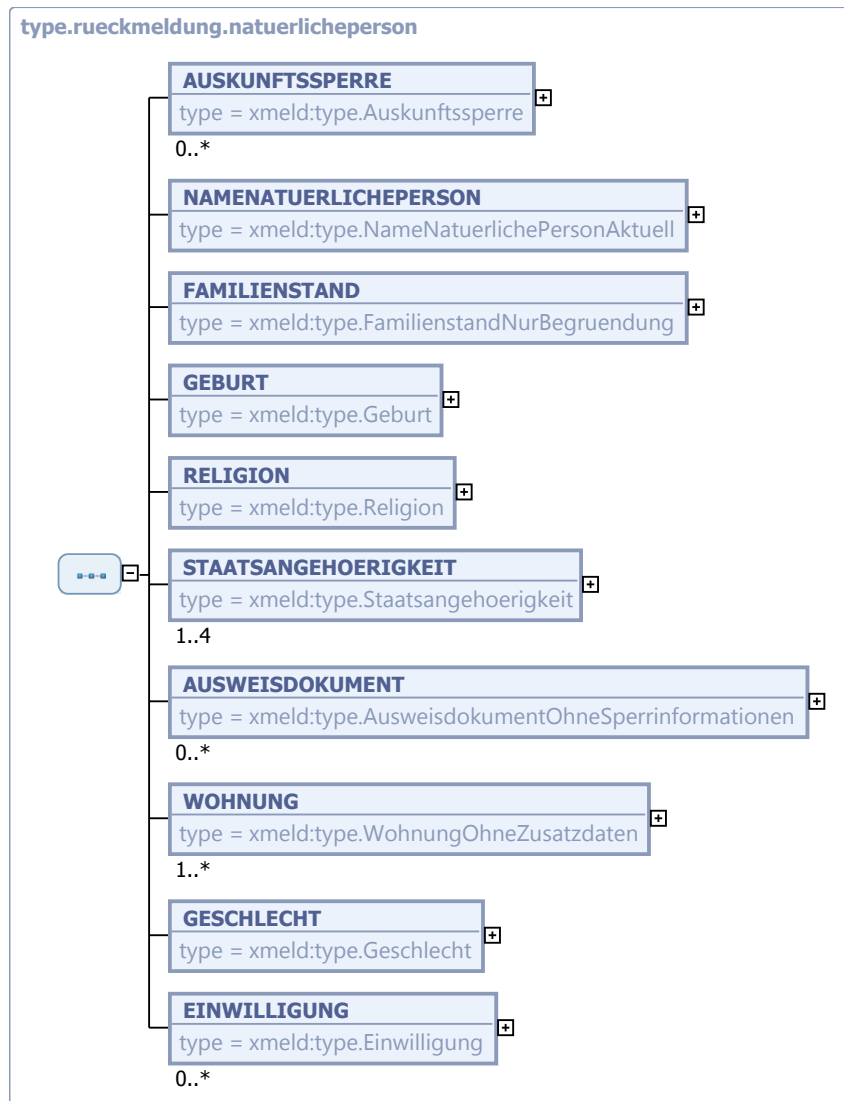 type.rueckmeldung.natuerlicheperson
AUSKUNFTSSPERRE
type = xmeld:type.Auskunftssperre
0..*
NAMENATUERLICHEPERSON
type = xmeld:type.NameNatuerlichePersonAktuell
FAMILIENSTAND
type = xmeld:type.FamilienstandNurBegruendung
GEBURT
type = xmeld:type.Geburt
RELIGION
type = xmeld:type.Religion
STAATSANGEHOERIGKEIT
type = xmeld:type.Staatsangehoerigkeit
1..4
AUSWEISDOKUMENT
type = xmeld:type.AusweisdokumentOhneSperrinformationen
0..*
WOHNUNG
type = xmeld:type.WohnungOhneZusatzdaten
1..*
GESCHLECHT
type = xmeld:type.Geschlecht
EINWILLIGUNG
type = xmeld:type.Einwilligung
0..*